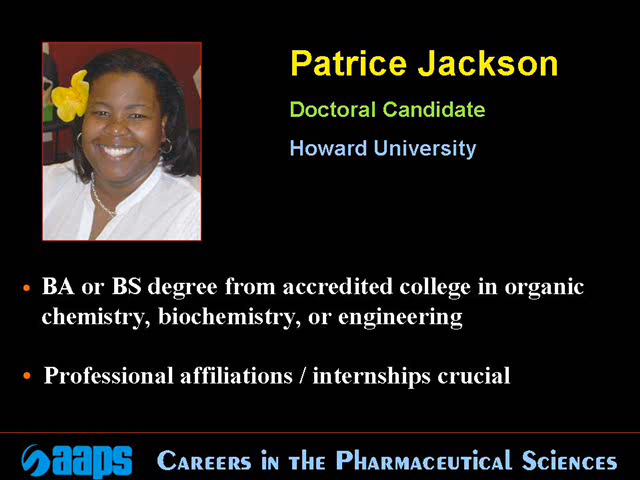 Patrice Jackson
Doctoral Candidate
Howard University
• BA or BS degree from accredited college in organic
chemistry, biochemistry, or engineering
• Professional affiliations / internships crucial
aaps Careers in the Pharmaceutical Sciences